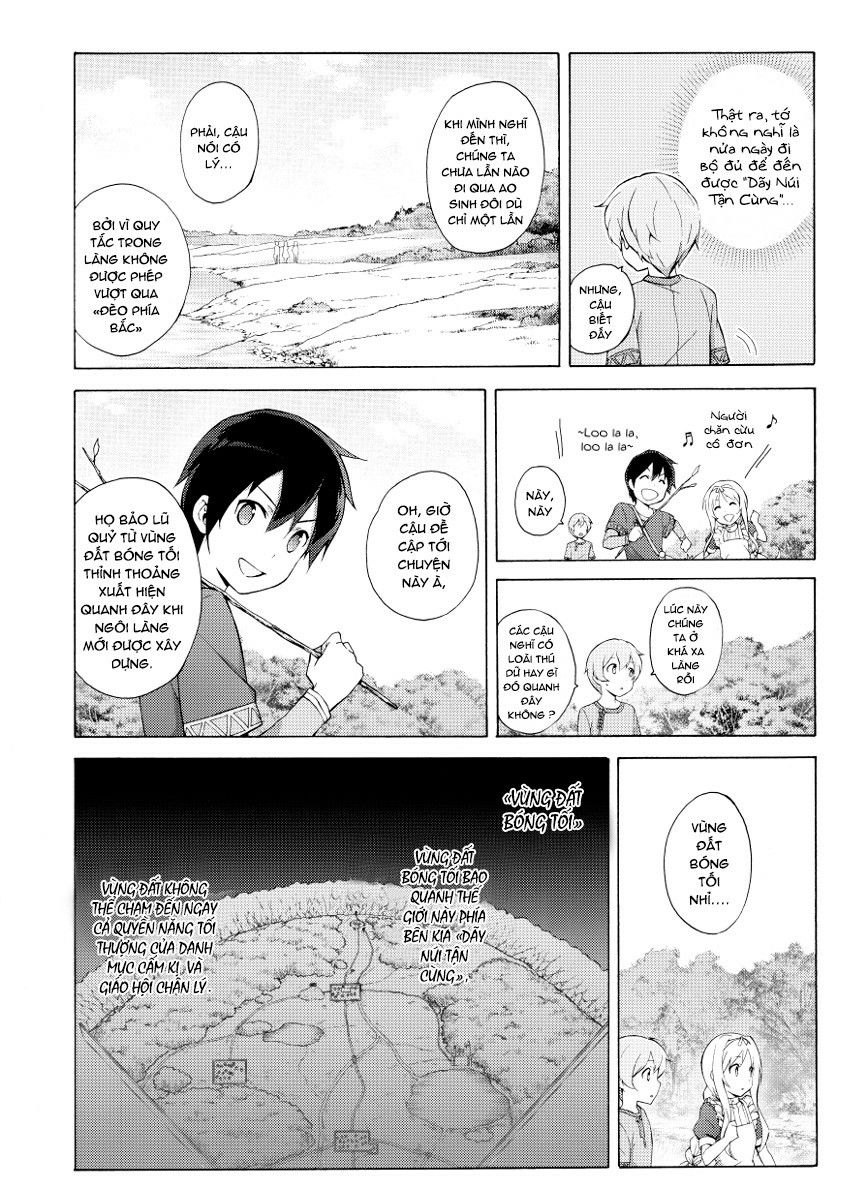 Thật ra, tớ
không nghĩ là
nửa ngày đi
bộ đủ để đến
được "Dãy Núi
Tận Cùng"...
Nhưng,
cậu
biết
đấy
Khi mình nghĩ
đến thì,
chúng ta
chưa lần nào
đi qua ao
sinh đôi dù
chỉ một lần
Phải, cậu
nói có
lý...
Bởi vì quy
tắc trong
làng không
được phép
vượt qua
«Đèo phía
Bắc»
Người
chăn cừu
cô đơn
~Loo la la,
loo la la~
Này,
này
Lúc này
chúng
ta ở
khá xa
làng
rồi
Các cậu
nghĩ có
loài thú
dữ hay gì
đó quanh
đây
không ?
Oh, giờ
cậu đề
cập tới
chuyện
này à,
Họ bảo lũ
quỷ từ vùng
đất bóng tối
thỉnh thoảng
xuất hiện
quanh đây khi
ngôi làng
mới được xây
dựng.
Vùng
đất
bóng
tối
nhỉ....
«Vùng đất
bóng tối»
Vùng đất
bóng tối bao
quanh thế
giới này phía
bên kia «Dãy
núi tận
cùng».
Vùng đất không
thể chạm đến ngay
cả quyền năng tối
thượng của danh
mục cấm kị và
giáo hội chân lý.